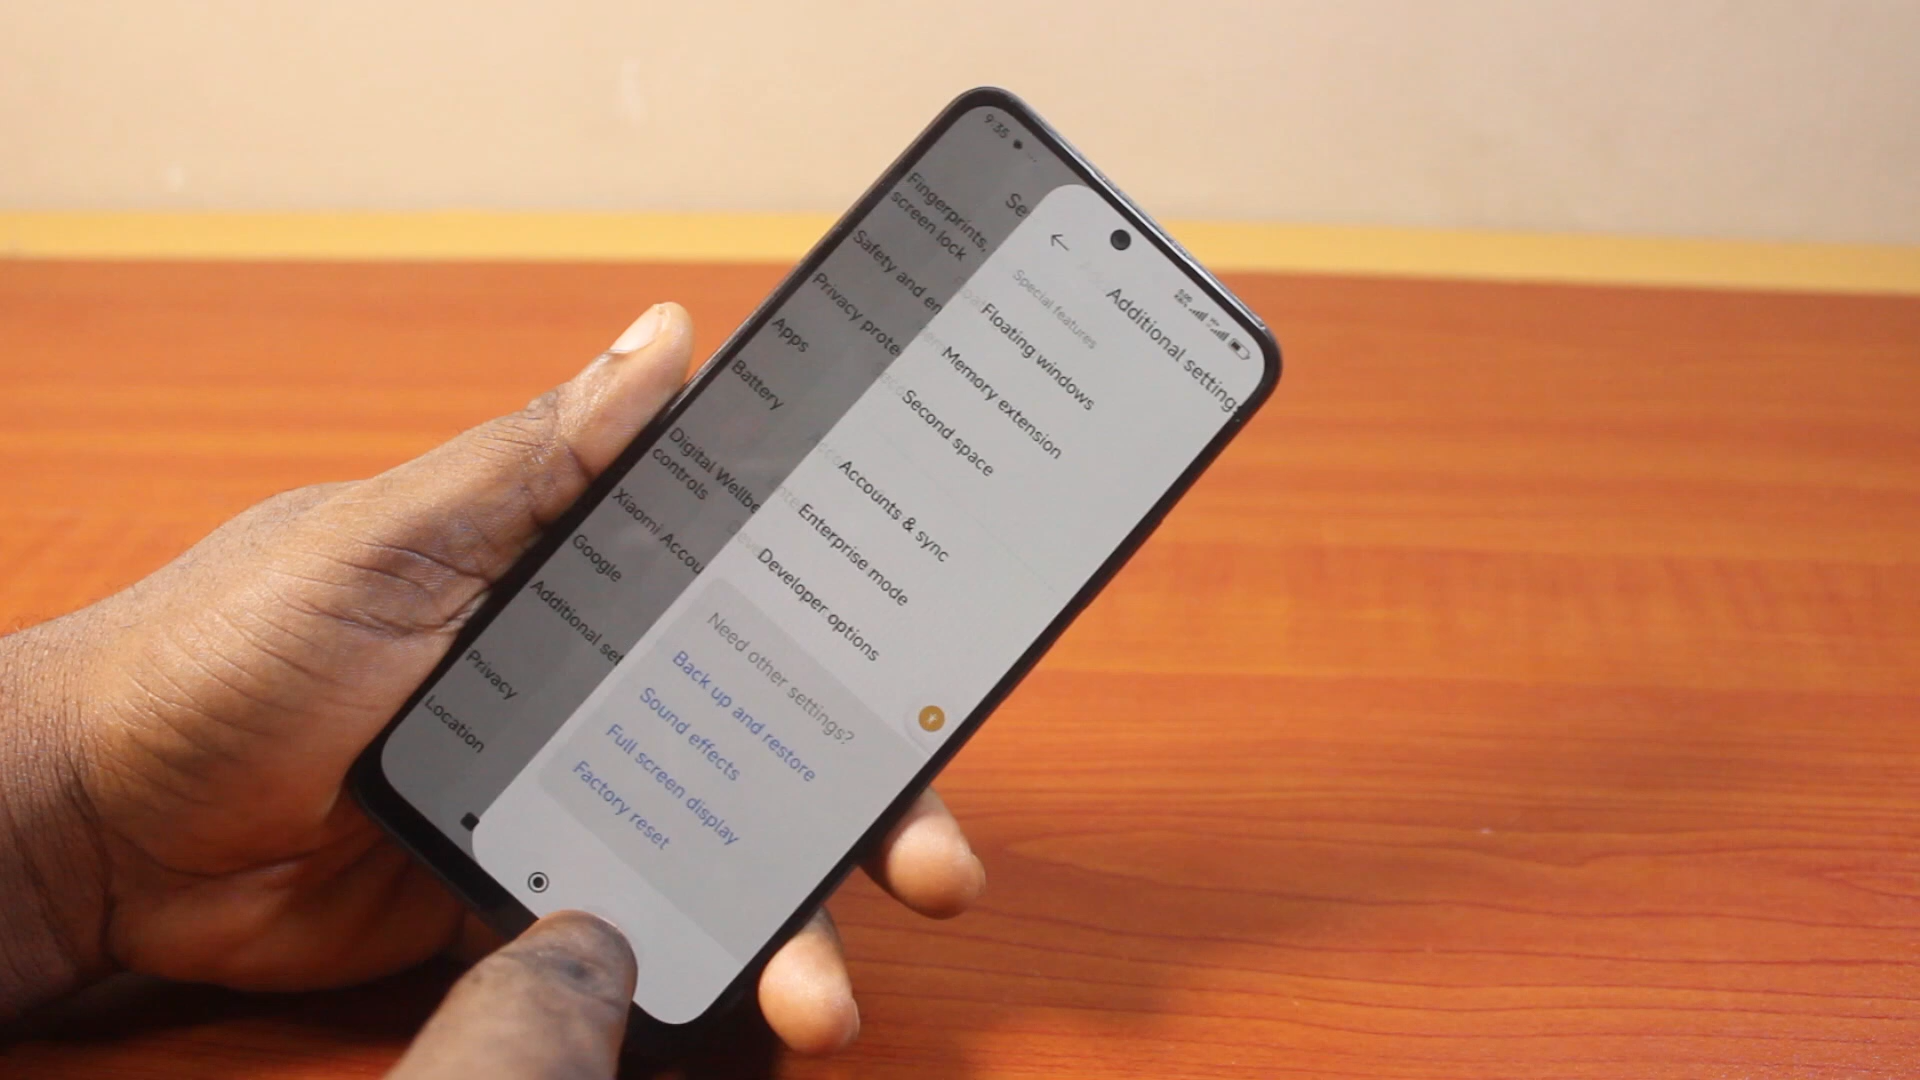 9:35
Se
Fingerprints,
screen lock
Safety and em
Privacy prote
Apps
Battery
Digital Wellbe
controls
Xiaomi Accou
Google
Additional set
Privacy
Location
Additional settings
Special features
Floating windows
Memory extension
Second space
Accounts & sync
Enterprise mode
Developer options
Need other settings?
Back up and restore
Sound effects
Full screen display
Factory reset